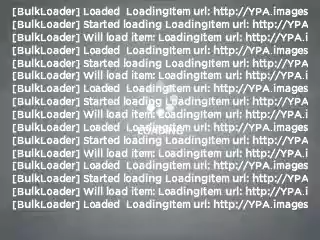 [BulkLoader] Loaded  LoadingItem url: http://YPA.images
[BulkLoader] Started loading LoadingItem url: http://YPA
[BulkLoader] Will load item: LoadingItem url: http://YPA.i
[BulkLoader] Loaded  LoadingItem url: http://YPA.images
[BulkLoader] Started loading LoadingItem url: http://YPA
[BulkLoader] Will load item: LoadingItem url: http://YPA.i
[BulkLoader] Loaded  LoadingItem url: http://YPA.images
[BulkLoader] Started loading LoadingItem url: http://YPA
[BulkLoader] Will load item: LoadingItem url: http://YPA.i
[BulkLoader] Loaded  LoadingItem url: http://YPA.images
LOADING
[BulkLoader] Started loading LoadingItem url: http://YPA
[BulkLoader] Will load item: LoadingItem url: http://YPA.i
[BulkLoader] Loaded  LoadingItem url: http://YPA.images
[BulkLoader] Started loading LoadingItem url: http://YPA
[BulkLoader] Will load item: LoadingItem url: http://YPA.i
[BulkLoader] Loaded  LoadingItem url: http://YPA.images